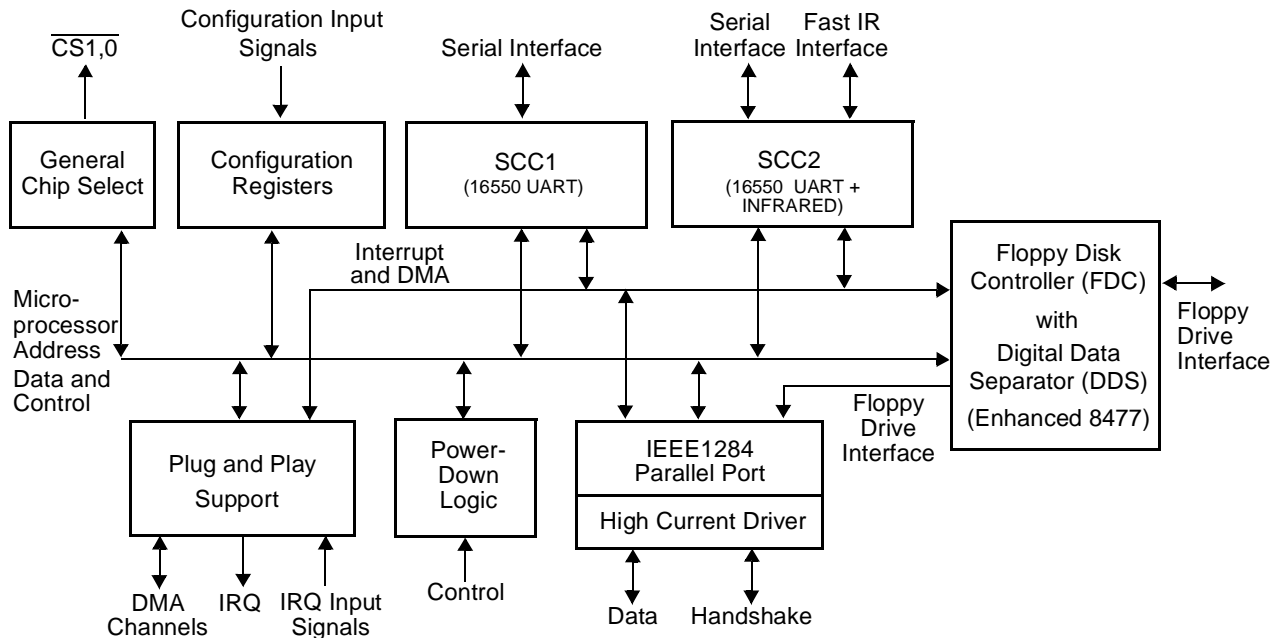 CS1,0
Configuration Input
Signals
Serial Interface
Serial
Interface
Fast IR
Interface
General
Chip Select
Configuration
Registers
SCC1
(16550 UART)
SCC2
(16550 UART +
INFRARED)
Interrupt
and DMA
Micro-
processor
Address
Data and
Control
Floppy Disk
Controller (FDC)
with
Digital Data
Separator (DDS)
(Enhanced 8477)
Floppy
Drive
Interface
Floppy
Drive
Interface
Plug and Play
Support
Power-
Down
Logic
IEEE1284
Parallel Port
High Current Driver
DMA
Channels
IRQ
IRQ Input
Signals
Control
Data
Handshake